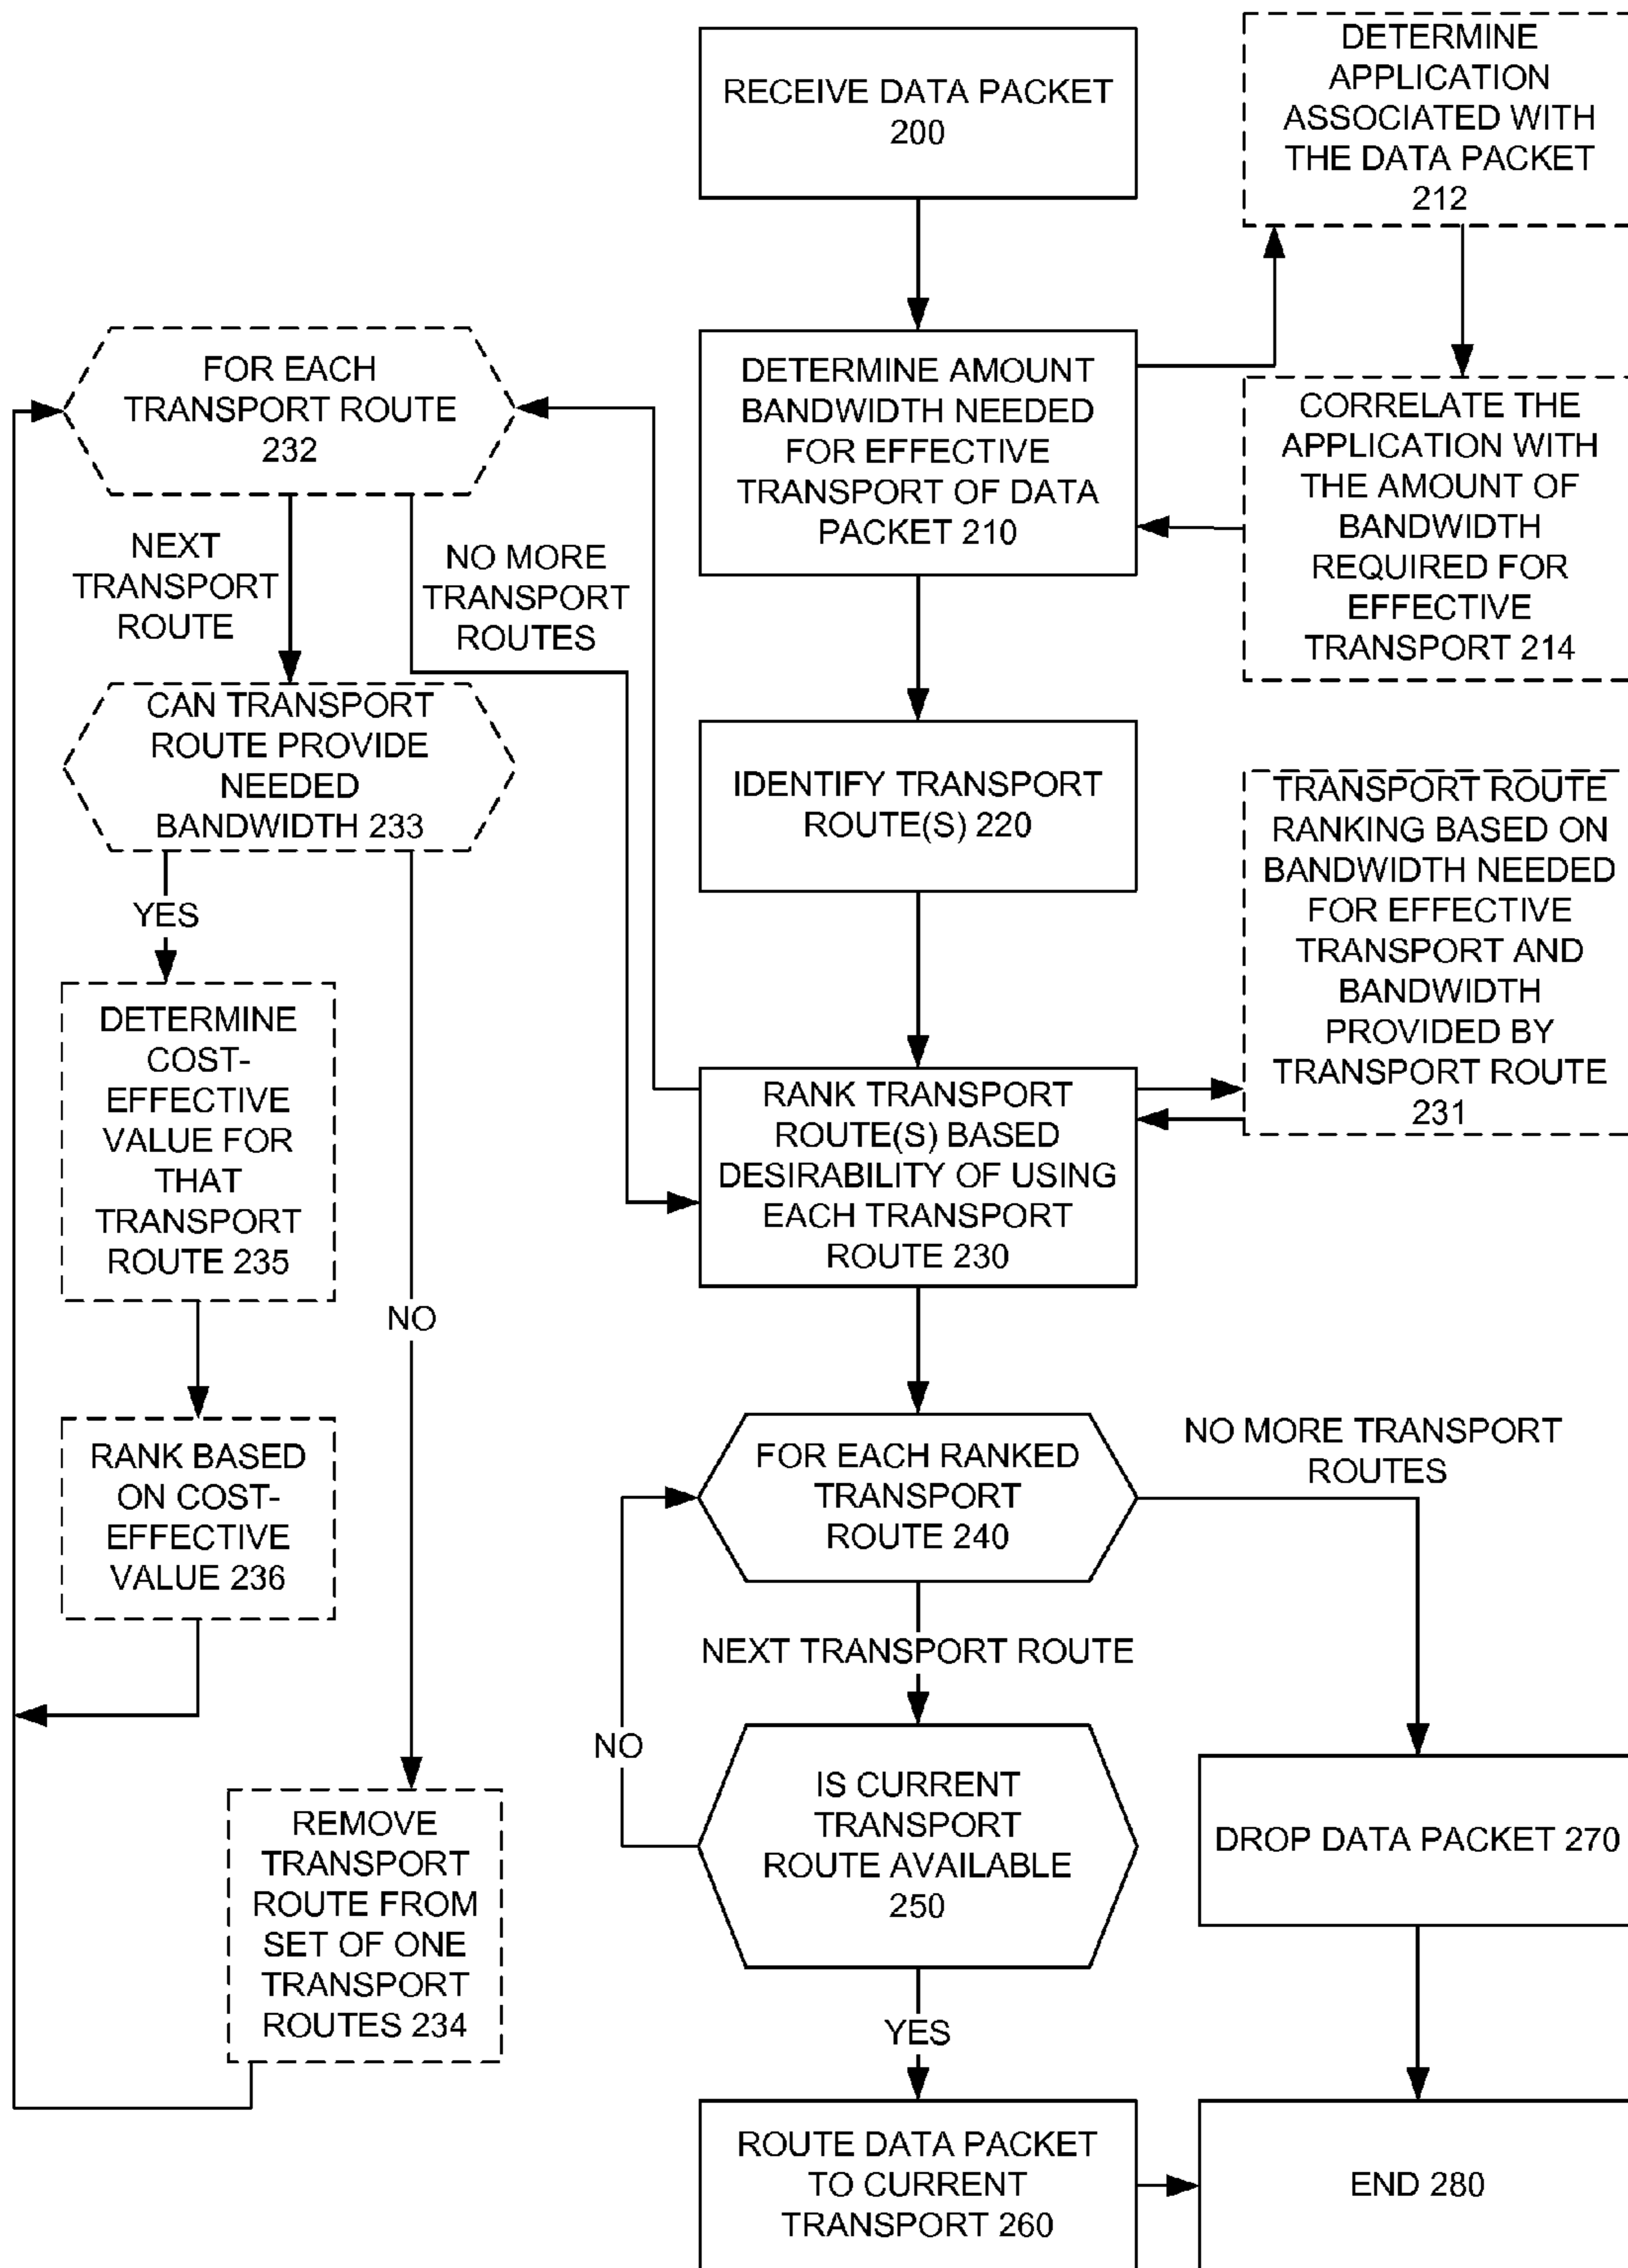 RECEIVE DATA PACKET
200
DETERMINE
APPLICATION
ASSOCIATED WITH
THE DATA PACKET
212
DETERMINE AMOUNT
BANDWIDTH NEEDED
FOR EFFECTIVE
TRANSPORT OF DATA
PACKET 210
CORRELATE THE
APPLICATION WITH
THE AMOUNT OF
BANDWIDTH
REQUIRED FOR
EFFECTIVE
TRANSPORT 214
FOR EACH
TRANSPORT ROUTE
232
NEXT
TRANSPORT
ROUTE
NO MORE
TRANSPORT
ROUTES
CAN TRANSPORT
ROUTE PROVIDE
NEEDED
BANDWIDTH 233
IDENTIFY TRANSPORT
ROUTE(S) 220
TRANSPORT ROUTE
RANKING BASED ON
BANDWIDTH NEEDED
FOR EFFECTIVE
TRANSPORT AND
BANDWIDTH
PROVIDED BY
TRANSPORT ROUTE
231
YES
DETERMINE
COST-
EFFECTIVE
VALUE FOR
THAT
TRANSPORT
ROUTE 235
NO
RANK TRANSPORT
ROUTE(S) BASED
DESIRABILITY OF USING
EACH TRANSPORT
ROUTE 230
RANK BASED
ON COST-
EFFECTIVE
VALUE 236
FOR EACH RANKED
TRANSPORT
ROUTE 240
NO MORE TRANSPORT
ROUTES
NEXT TRANSPORT ROUTE
NO
REMOVE
TRANSPORT
ROUTE FROM
SET OF ONE
TRANSPORT
ROUTES 234
IS CURRENT
TRANSPORT
ROUTE AVAILABLE
250
DROP DATA PACKET 270
YES
ROUTE DATA PACKET
TO CURRENT
TRANSPORT 260
END 280